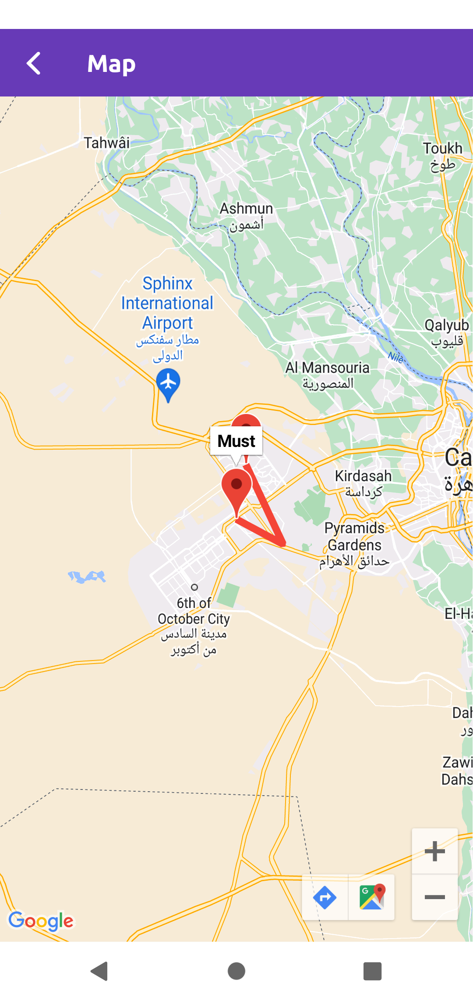 Map
Tahwâi
Toukh
طوخ
Ashmun
أشمون
Sphinx
International
Airport
مطار سفنكس
الدولى
Qalyub
قليوب
Nile
Al Mansouria
المنصورية
Must
Ca
هرة
Kirdasah
كرداسة
Pyramids
Gardens
حدائق الأهرام
6th of
October City
مدينة السادس
من أكتوبر
El-Ha
Dah
ور
Zawi
Dahs
G
Google